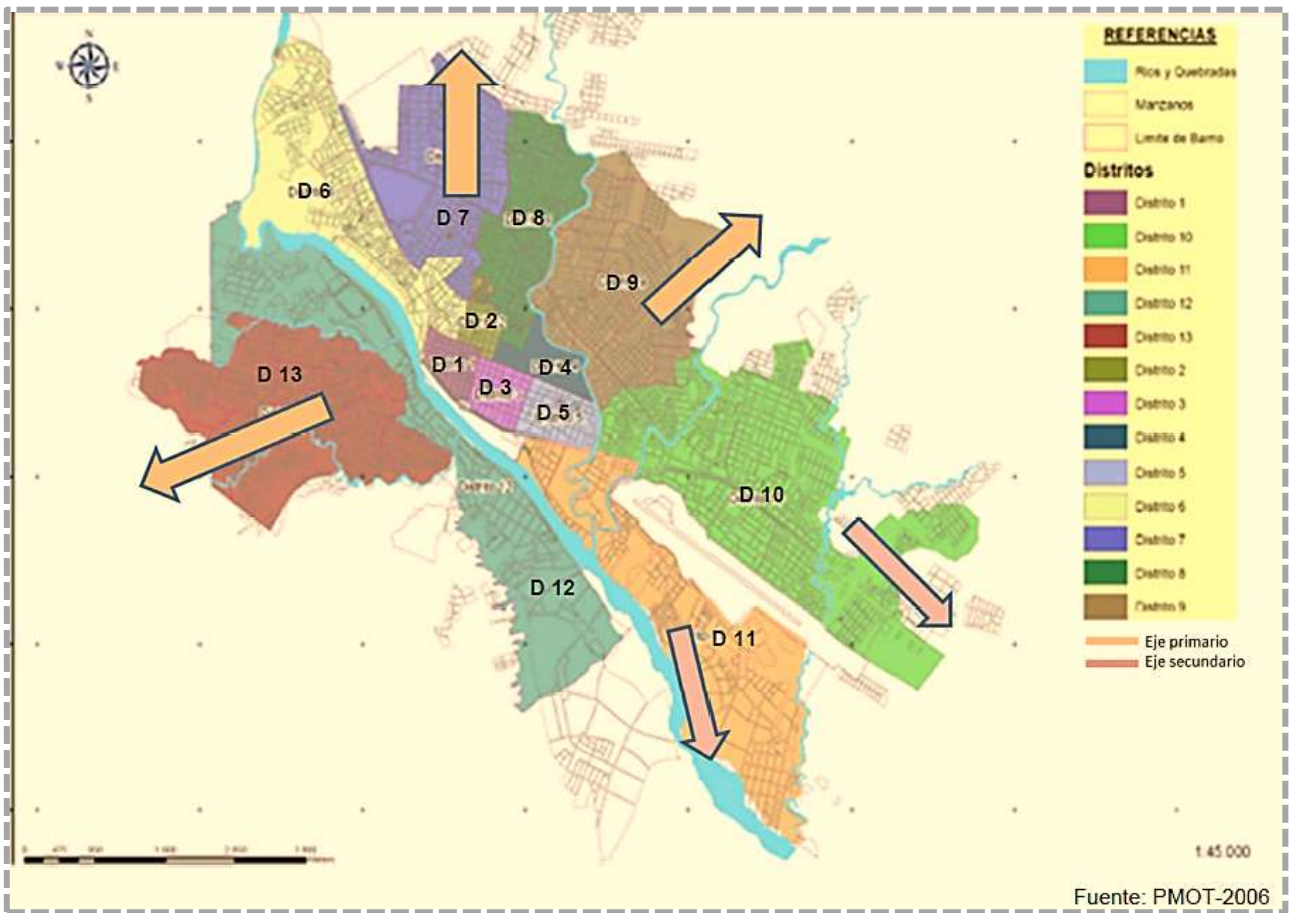 N
W
E
S
D 6
D 7
D 8
D 9
D 2
D 1
D 4
D 3
D 5
D 13
D 10
D 12
D 11
REFERENCIAS
Rios y Quebradas
Manzanos
Limite de Barrio
Distritos
Distrito 1
Distrito 10
Distrito 11
Distrito 12
Distrito 13
Distrito 2
Distrito 3
Distrito 4
Distrito 5
Distrito 6
Distrito 7
Distrito 8
Distrito 9
Eje primario
Eje secundario
1:45.000
Fuente: PMOT-2006